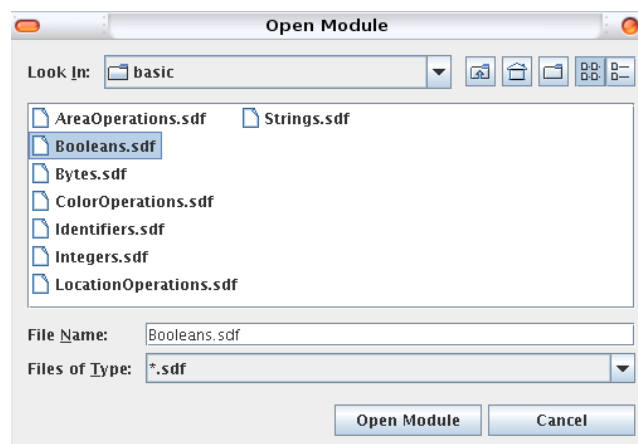 Open Module
Look In: basic
AreaOperations.sdf Strings.sdf
Booleans.sdf
Bytes.sdf
ColorOperations.sdf
Identifiers.sdf
Integers.sdf
LocationOperations.sdf
File Name: Booleans.sdf
Files of Type: *.sdf
Open Module Cancel